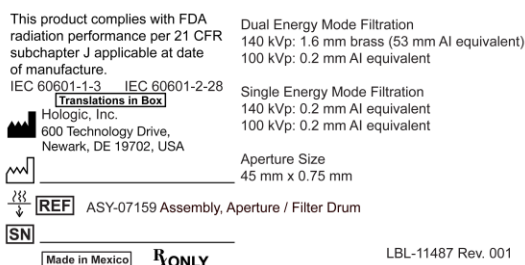 This product complies with FDA
radiation performance per 21 CFR
subchapter J applicable at date
of manufacture.
IEC 60601-1-3 IEC 60601-2-28
Translations in Box
Hologic, Inc.
600 Technology Drive,
Newark, DE 19702, USA
Dual Energy Mode Filtration
140 kVp: 1.6 mm brass (53 mm Al equivalent)
100 kVp: 0.2 mm Al equivalent
Single Energy Mode Filtration
140 kVp: 0.2 mm Al equivalent
100 kVp: 0.2 mm Al equivalent
Aperture Size
45 mm x 0.75 mm
REF ASY-07159 Assembly, Aperture / Filter Drum
SN
Made in Mexico ℞ ONLY
LBL-11487 Rev. 001